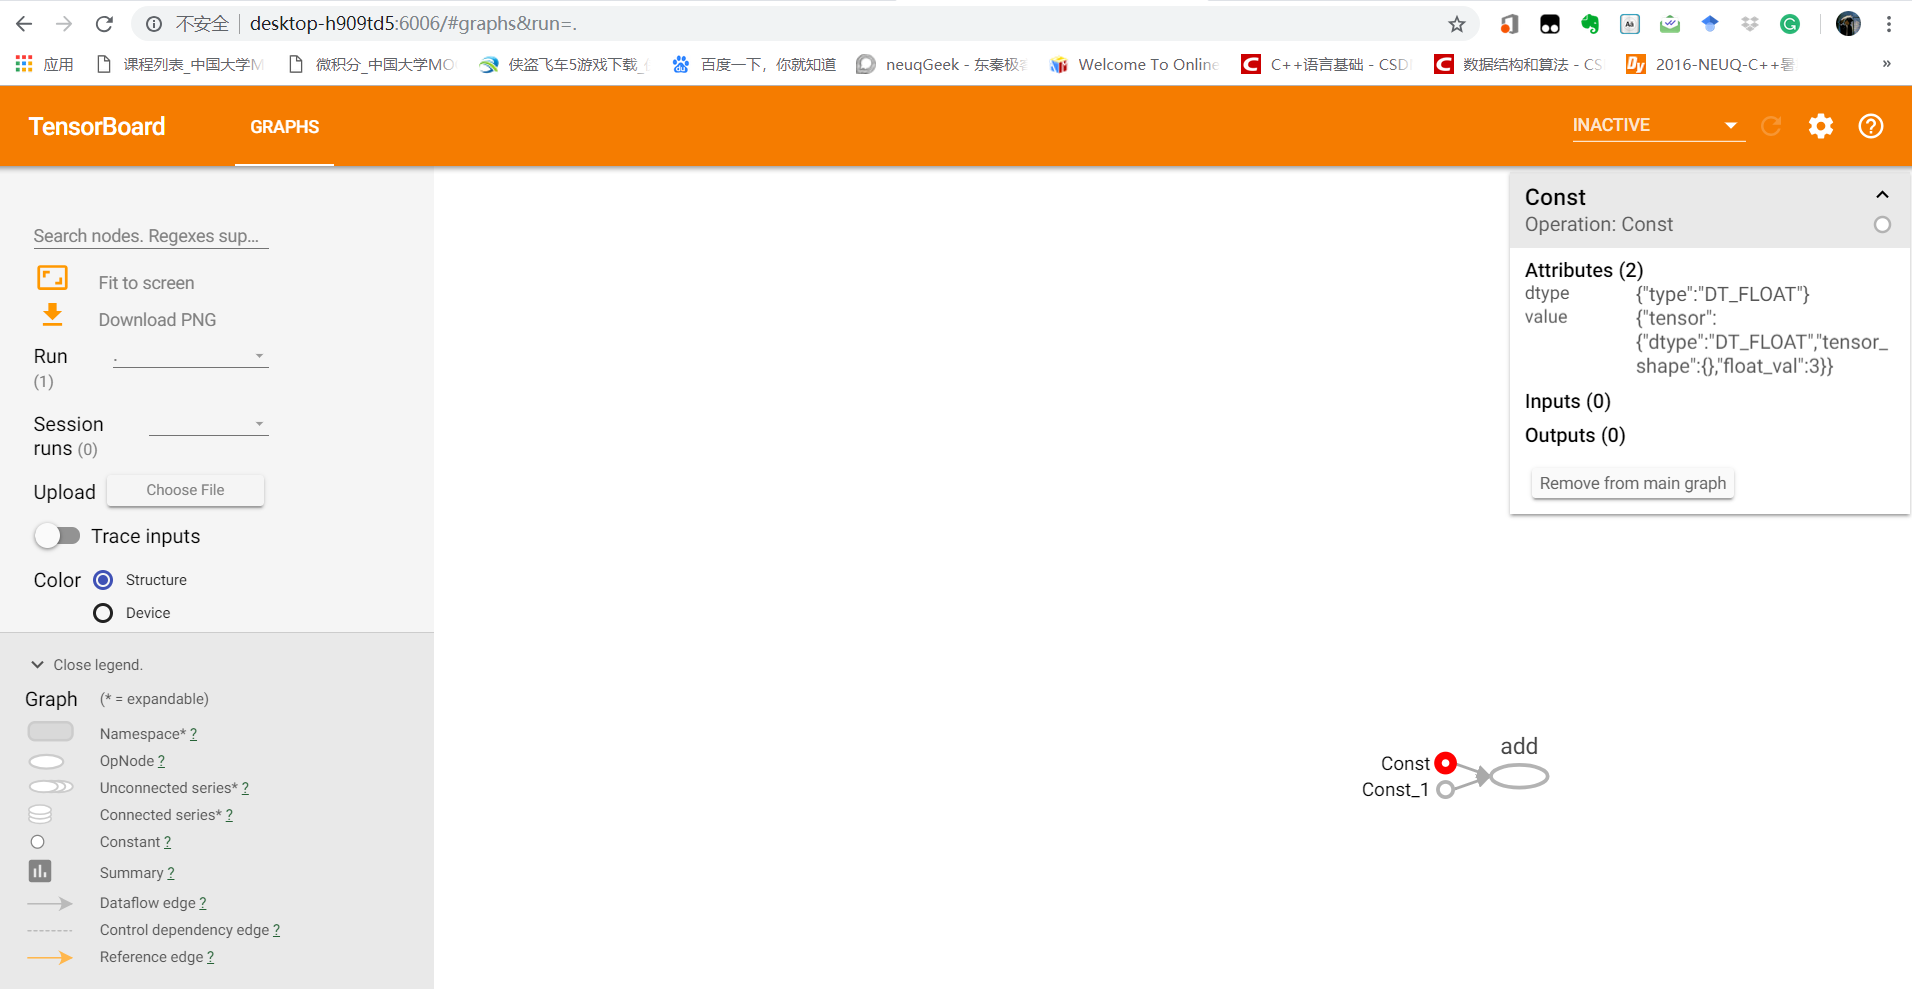 不安全 desktop-h909td5:6006/#graphs&run=.
应用 课程列表_中国大学M 微积分_中国大学MO 侠盗飞车5游戏下载_ 百度一下，你就知道 neuqGeek - 东秦极 Welcome To Online C++语言基础 - CSD 数据结构和算法 - CS 2016-NEUQ-C++暑 »
TensorBoard GRAPHS INACTIVE
Search nodes. Regexes sup...
Fit to screen
Download PNG
Run .
(1)
Session
runs (0)
Upload Choose File
Trace inputs
Color Structure
Device
Close legend.
Graph (* = expandable)
Namespace* ?
OpNode ?
Unconnected series* ?
Connected series* ?
Constant ?
Summary ?
Dataflow edge ?
Control dependency edge ?
Reference edge ?
Const
Operation: Const
Attributes (2)
dtype {"type":"DT_FLOAT"}
value {"tensor":
{"dtype":"DT_FLOAT","tensor_
shape":{},"float_val":3}}
Inputs (0)
Outputs (0)
Remove from main graph
add
Const
Const_1